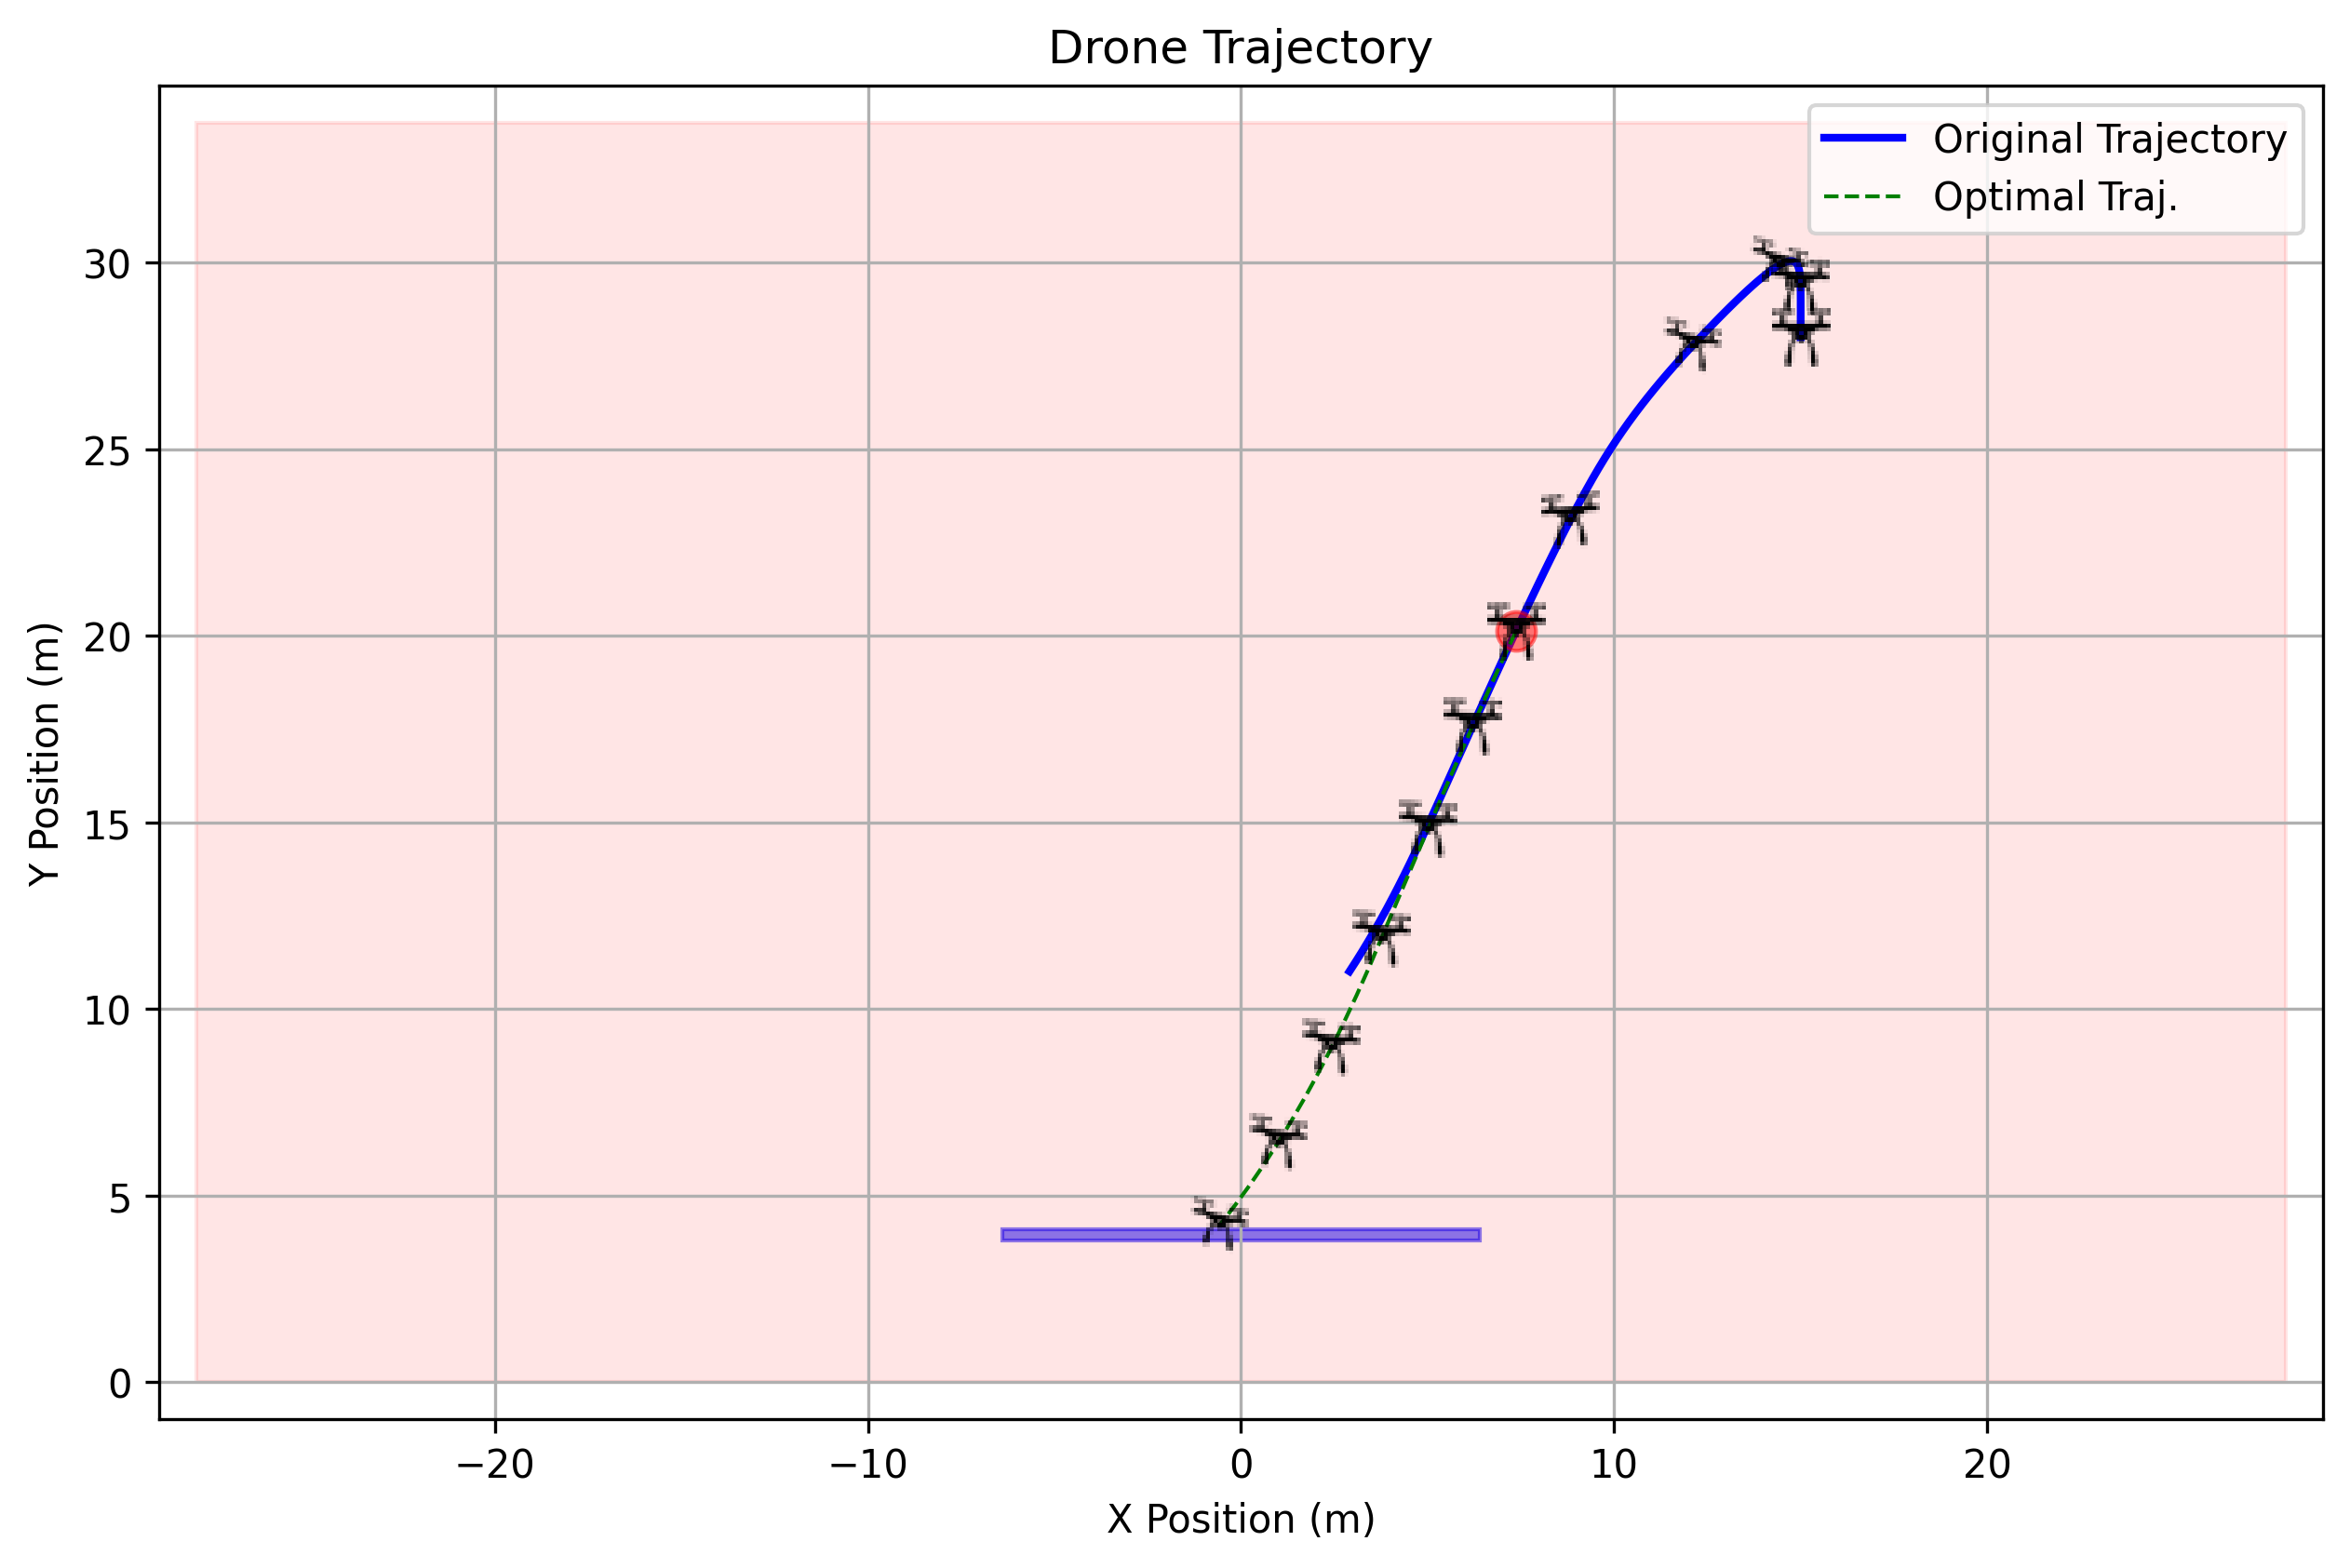 Drone Trajectory
Original Trajectory
Optimal Traj.
30
25
20
15
10
5
0
Y Position (m)
−20
−10
0
10
20
X Position (m)